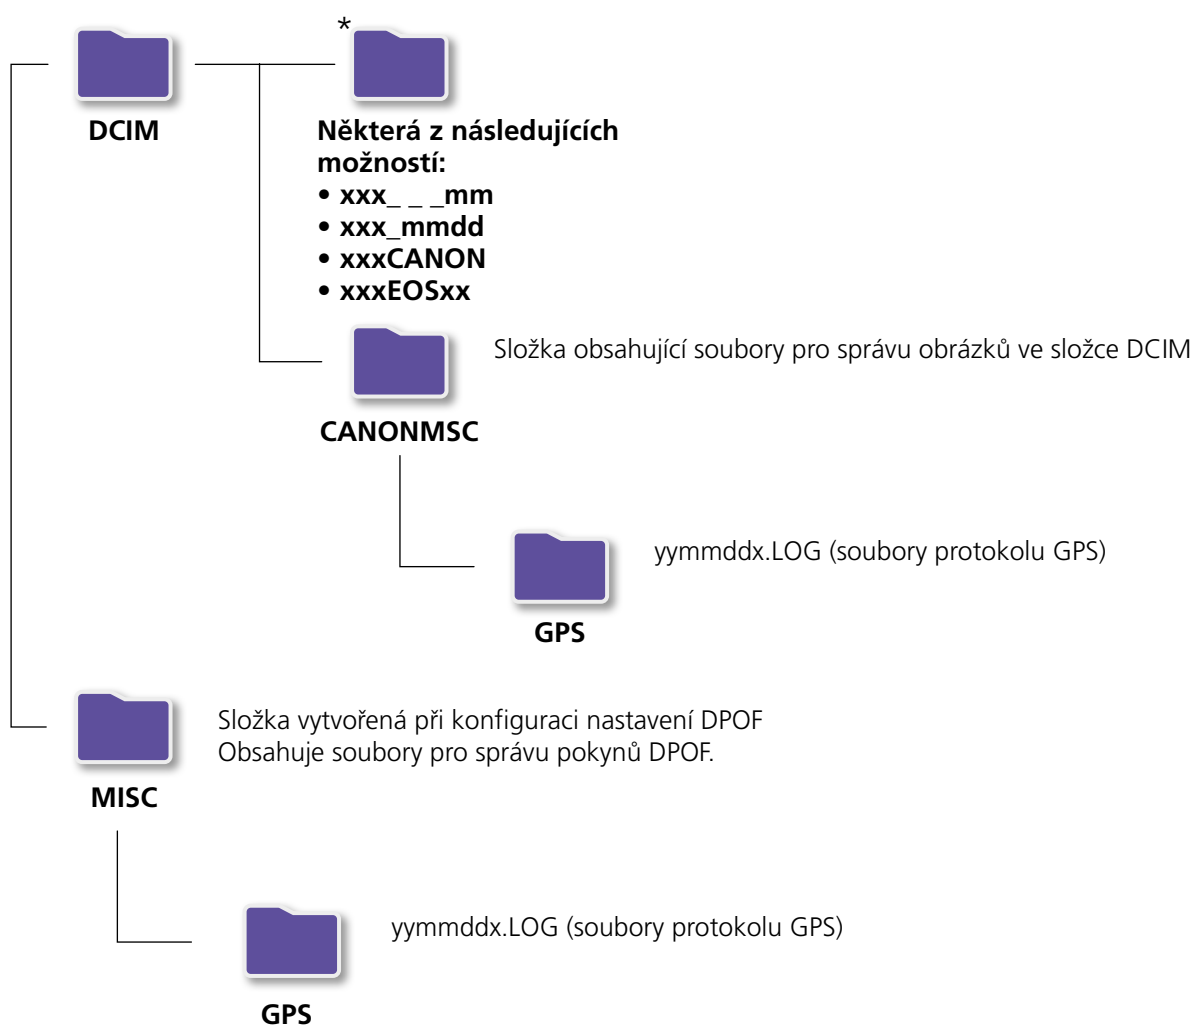 *
DCIM
Některá z následujících
možností:
• xxx_ _ _mm
• xxx_mmdd
• xxxCANON
• xxxEOSxx
Složka obsahující soubory pro správu obrázků ve složce DCIM
CANONMSC
yymmddx.LOG (soubory protokolu GPS)
GPS
Složka vytvořená při konfiguraci nastavení DPOF
Obsahuje soubory pro správu pokynů DPOF.
MISC
yymmddx.LOG (soubory protokolu GPS)
GPS